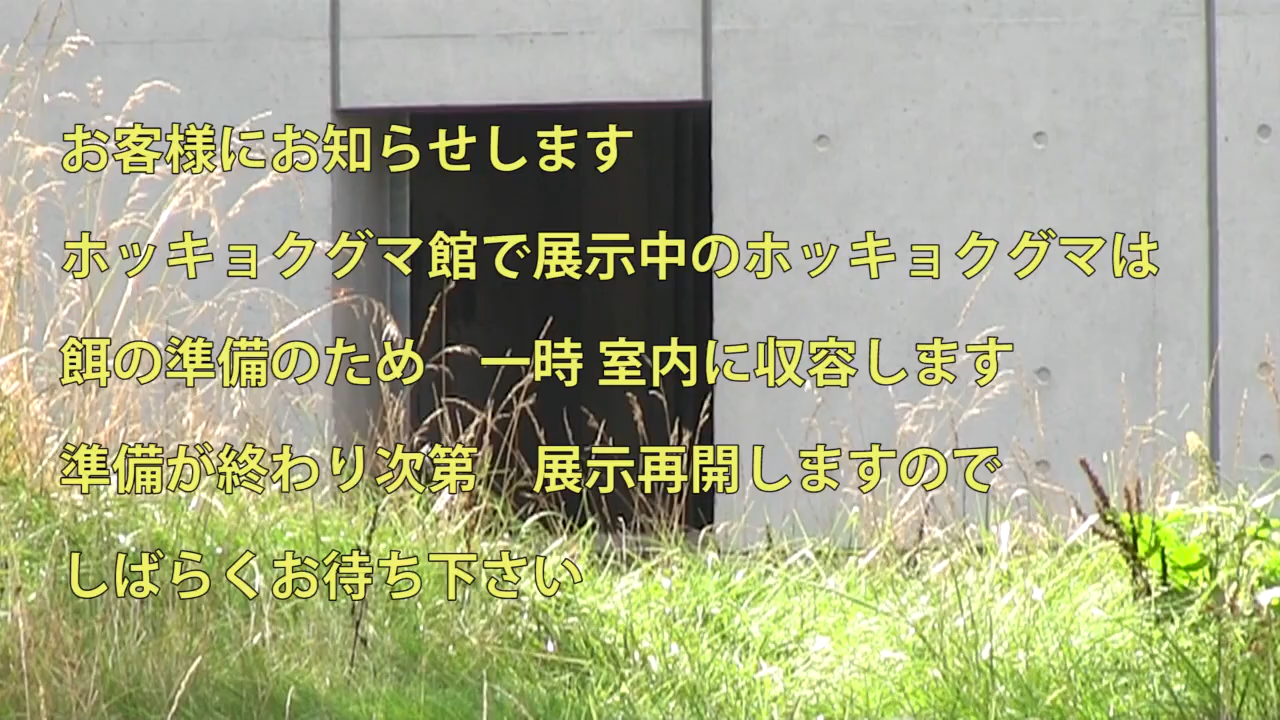 お客様にお知らせします
ホッキョクグマ館で展示中のホッキョクグマは
餌の準備のため　一時 室内に収容します
準備が終わり次第　展示再開しますので
しばらくお待ち下さい